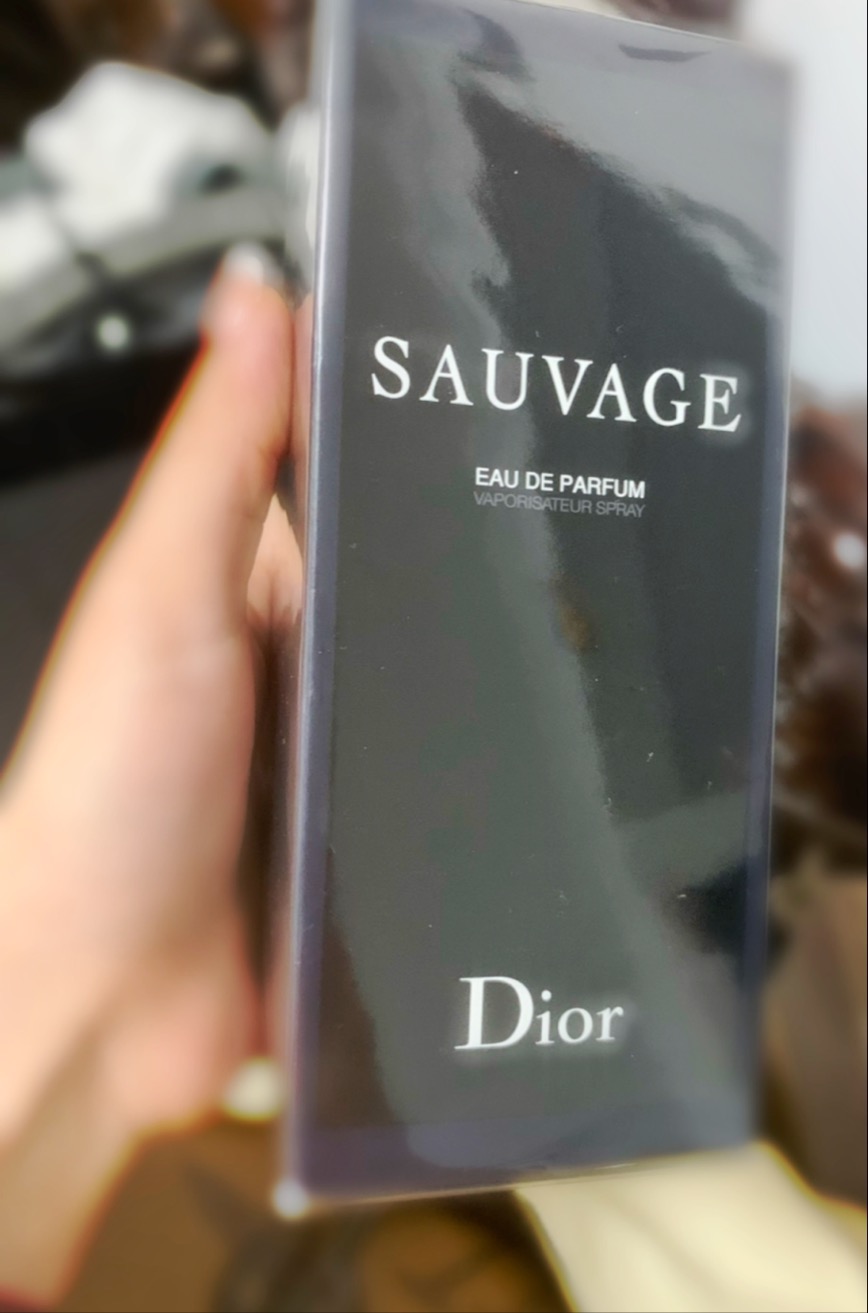 SAUVAGE
EAU DE PARFUM
VAPORISATEUR SPRAY
Dior